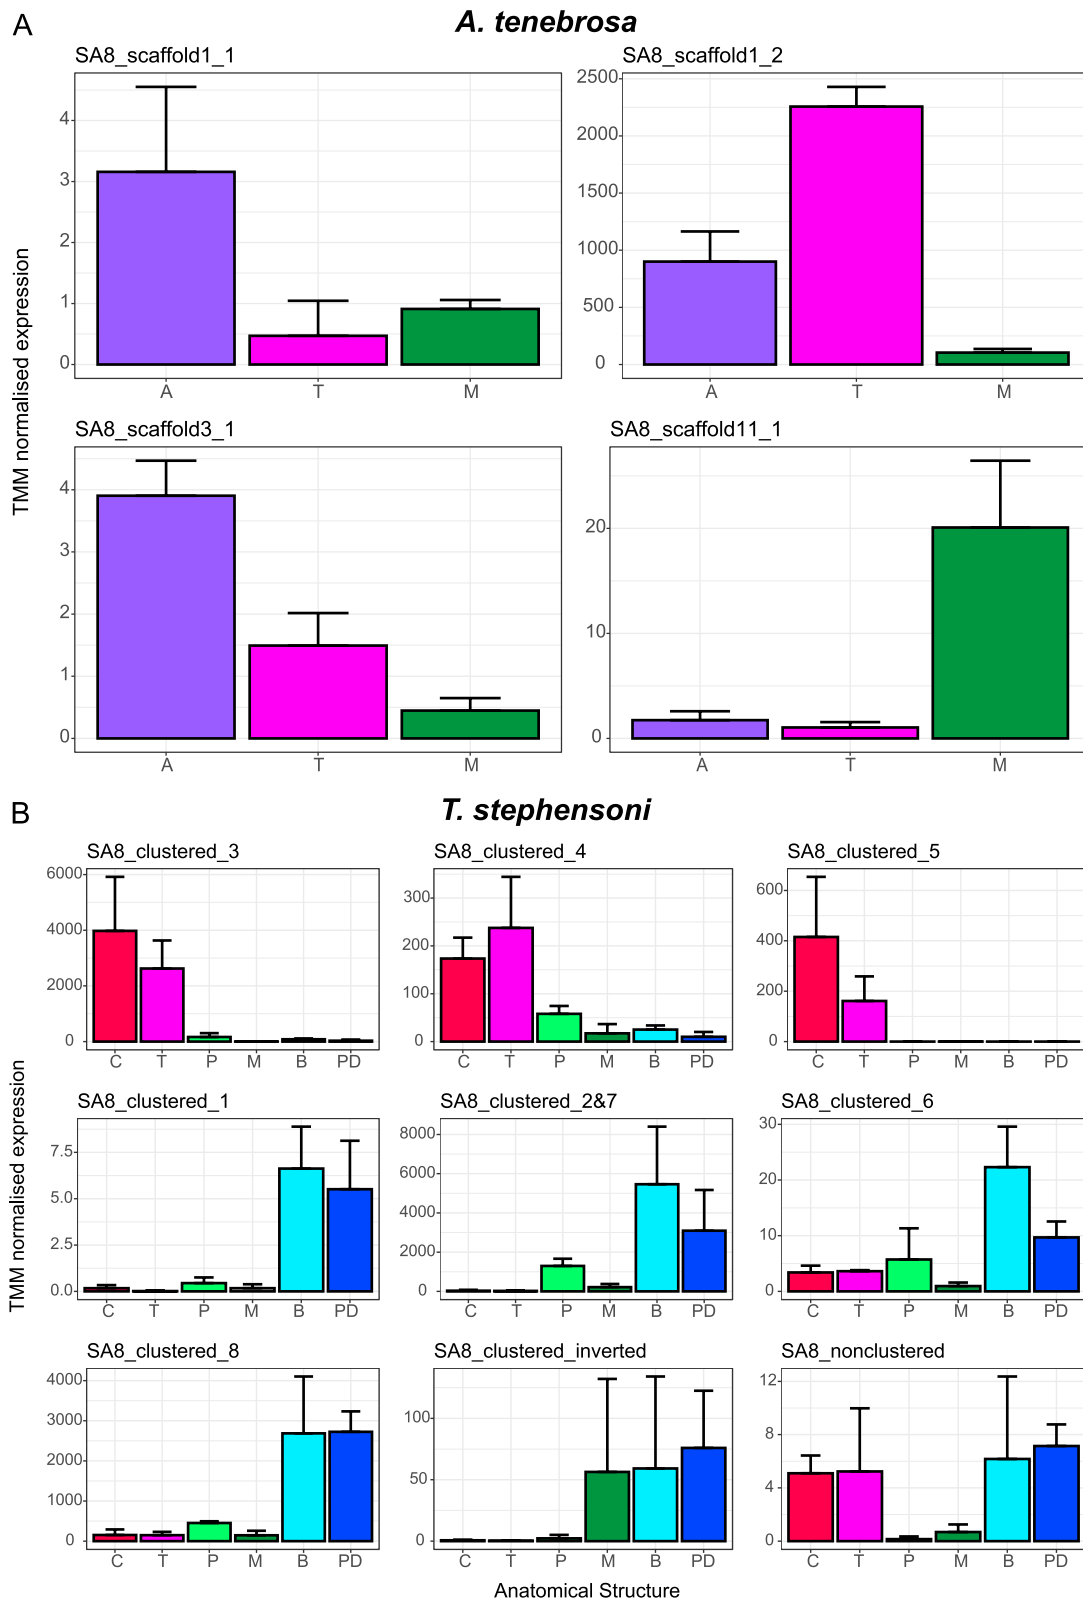 A
A. tenebrosa
SA8_scaffold1_1
SA8_scaffold1_2
4
3
2
1
0
A T M
2500
2000
1500
1000
500
0
A T M
TMM normalised expression
SA8_scaffold3_1
SA8_scaffold11_1
4
3
2
1
0
A T M
20
10
0
A T M
B
T. stephensoni
SA8_clustered_3
SA8_clustered_4
SA8_clustered_5
6000
4000
2000
0
C T P M B PD
300
200
100
0
C T P M B PD
600
400
200
0
C T P M B PD
TMM normalised expression
SA8_clustered_1
SA8_clustered_2&7
SA8_clustered_6
7.5
5.0
2.5
0.0
C T P M B PD
8000
6000
4000
2000
0
C T P M B PD
30
20
10
0
C T P M B PD
SA8_clustered_8
SA8_clustered_inverted
SA8_nonclustered
4000
3000
2000
1000
0
C T P M B PD
100
50
0
C T P M B PD
12
8
4
0
C T P M B PD
Anatomical Structure